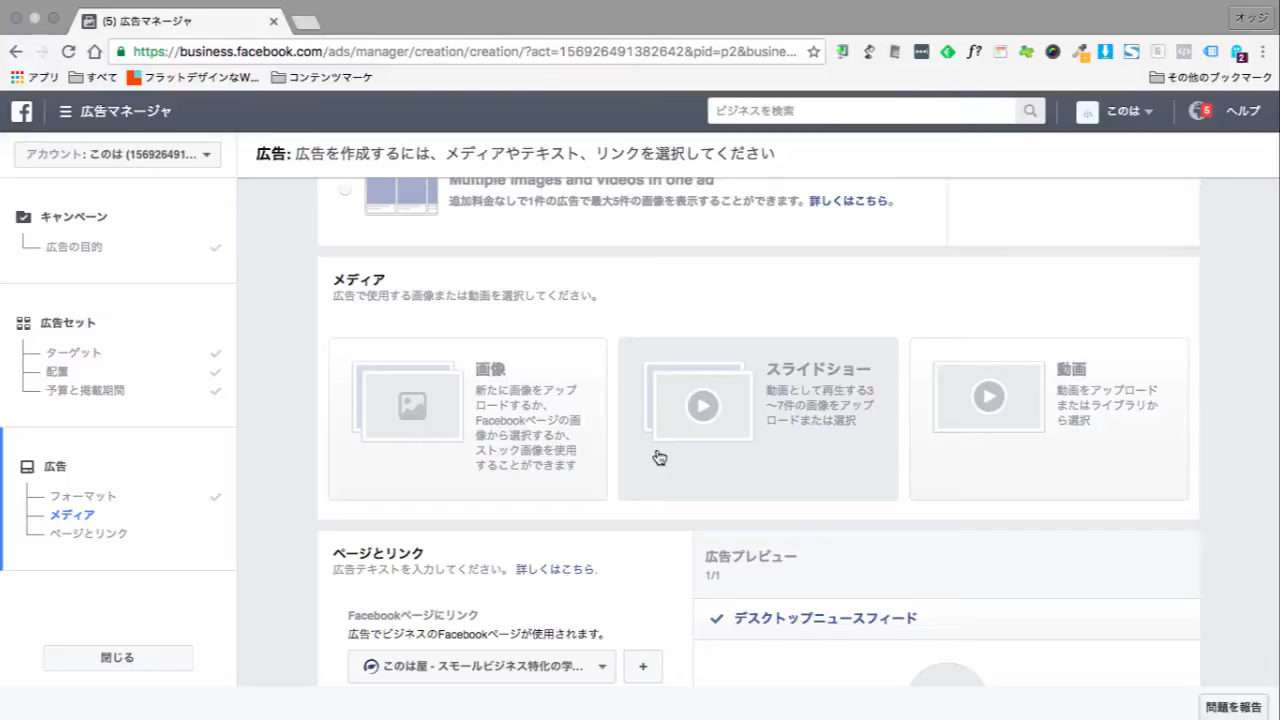 (5) 広告マネージャ
オッジ
https://business.facebook.com/ads/manager/creation/creation/?act=156926491382642&pid=p2&busine...
アプリ
すべて
フラットデザインなW...
コンテンツマーケ
その他のブックマーク
広告マネージャ
ビジネスを検索
このは
5
ヘルプ
アカウント: このは (156926491...
広告: 広告を作成するには、メディアやテキスト、リンクを選択してください
キャンペーン
広告の目的
広告セット
ターゲット
配置
予算と掲載期間
広告
フォーマット
メディア
ページとリンク
閉じる
Multiple images and videos in one ad
追加料金なしで1件の広告で最大5件の画像を表示することができます。詳しくはこちら。
メディア
広告で使用する画像または動画を選択してください。
画像
新たに画像をアップ
ロードするか、
Facebookページの画
像から選択するか、
ストック画像を使用
することができます
スライドショー
動画として再生する3
～7件の画像をアップ
ロードまたは選択
動画
動画をアップロード
またはライブラリか
ら選択
ページとリンク
広告テキストを入力してください。 詳しくはこちら.
Facebookページにリンク
広告でビジネスのFacebookページが使用されます。
このは屋 - スモールビジネス特化の学...
+
広告プレビュー
1/1
デスクトップニュースフィード
問題を報告